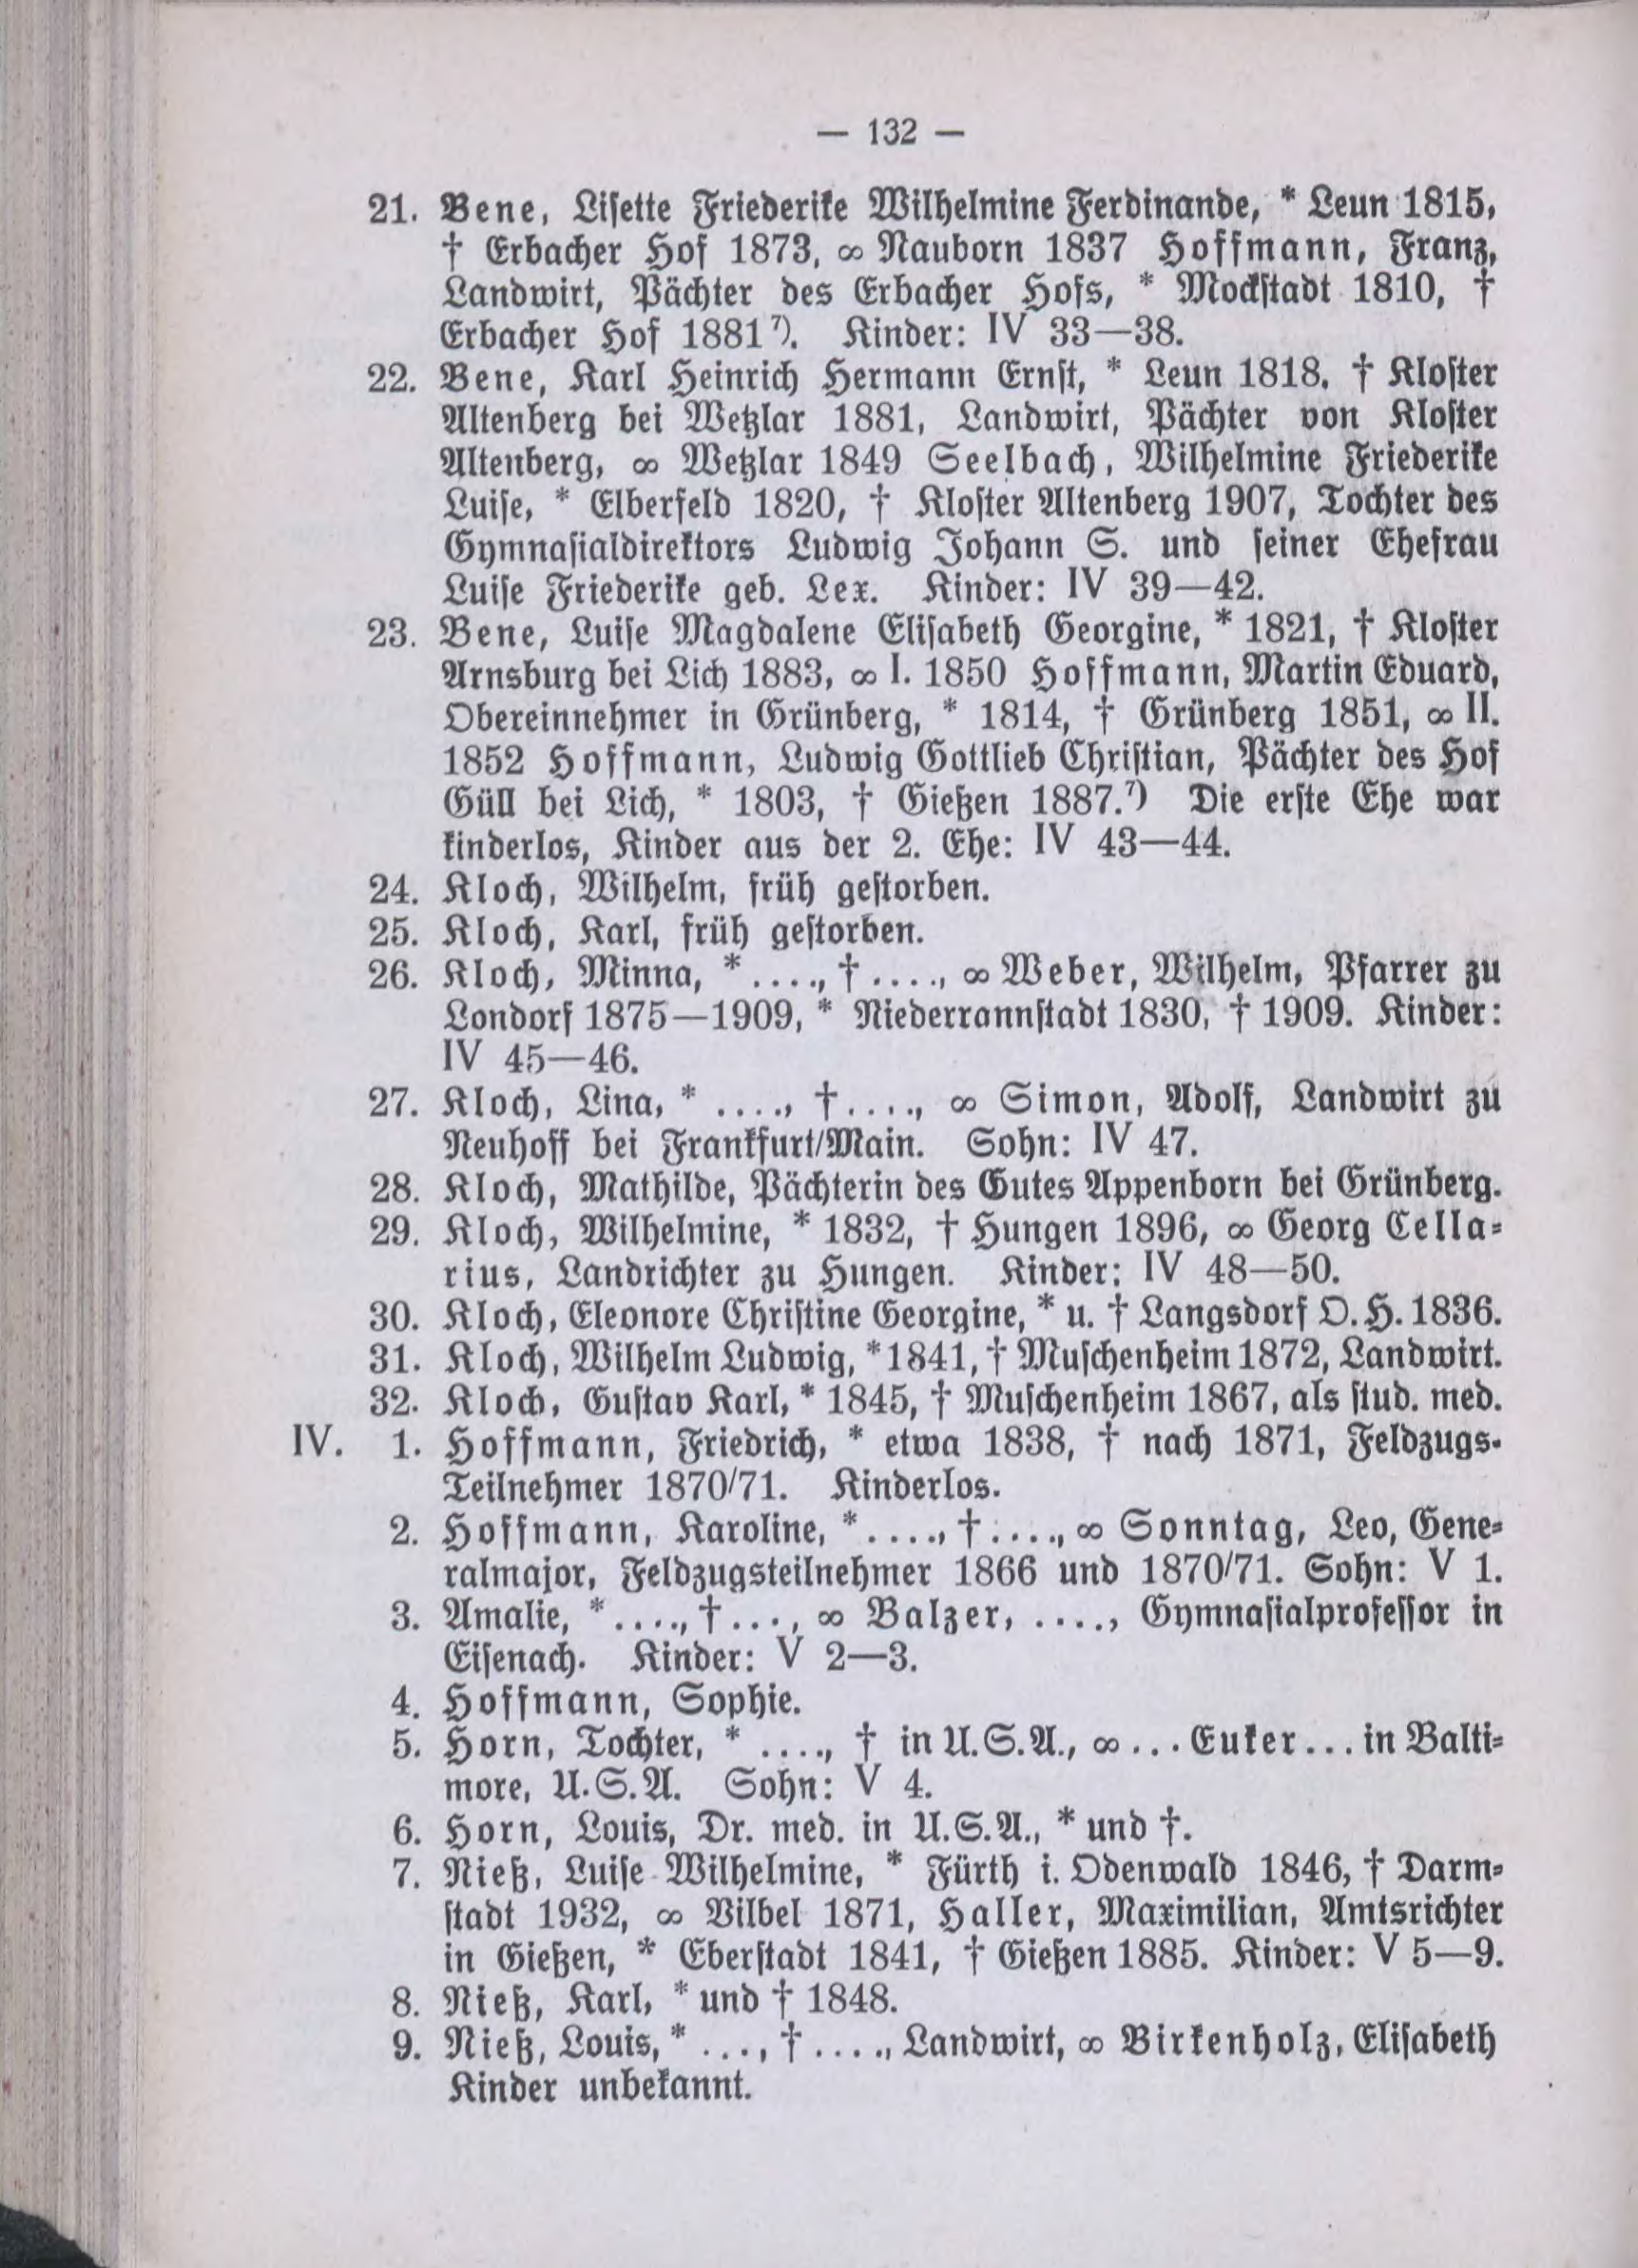 — 132 —
21. Bene, Liſette Friederike Wilhelmine Ferdinande, * Leun 1815,
† Erbacher Hof 1873, ∞ Nauborn 1837 Hoffmann, Franz,
Landwirt, Pächter des Erbacher Hofs, * Mockſtadt 1810, †
Erbacher Hof 1881⁷). Kinder: IV 33—38.
22. Bene, Karl Heinrich Hermann Ernſt, * Leun 1818, † Kloſter
Altenberg bei Wetzlar 1881, Landwirt, Pächter von Kloſter
Altenberg, ∞ Wetzlar 1849 Seelbach, Wilhelmine Friederike
Luiſe, * Elberfeld 1820, † Kloſter Altenberg 1907, Tochter des
Gymnaſialdirektors Ludwig Johann S. und ſeiner Ehefrau
Luiſe Friederike geb. Lex. Kinder: IV 39—42.
23. Bene, Luiſe Magdalene Eliſabeth Georgine, * 1821, † Kloſter
Arnsburg bei Lich 1883, ∞ I. 1850 Hoffmann, Martin Eduard,
Obereinnehmer in Grünberg, * 1814, † Grünberg 1851, ∞ II.
1852 Hoffmann, Ludwig Gottlieb Chriſtian, Pächter des Hof
Güll bei Lich, * 1803, † Gießen 1887.⁷) Die erſte Ehe war
kinderlos, Kinder aus der 2. Ehe: IV 43—44.
24. Kloch, Wilhelm, früh geſtorben.
25. Kloch, Karl, früh geſtorben.
26. Kloch, Minna, * ...., † ...., ∞ Weber, Wilhelm, Pfarrer zu
Londorf 1875—1909, * Niederrannſtadt 1830, † 1909. Kinder:
IV 45—46.
27. Kloch, Lina, * ...., † ...., ∞ Simon, Adolf, Landwirt zu
Neuhoff bei Frankfurt/Main. Sohn: IV 47.
28. Kloch, Mathilde, Pächterin des Gutes Appenborn bei Grünberg.
29. Kloch, Wilhelmine, * 1832, † Hungen 1896, ∞ Georg Cella-
rius, Landrichter zu Hungen. Kinder: IV 48—50.
30. Kloch, Eleonore Chriſtine Georgine, * u. † Langsdorf O. H. 1836.
31. Kloch, Wilhelm Ludwig, * 1841, † Muſchenheim 1872, Landwirt.
32. Kloch, Guſtav Karl, * 1845, † Muſchenheim 1867, als ſtud. med.
IV. 1. Hoffmann, Friedrich, * etwa 1838, † nach 1871, Feldzugs-
Teilnehmer 1870/71. Kinderlos.
2. Hoffmann, Karoline, * ...., † ...., ∞ Sonntag, Leo, Gene-
ralmajor, Feldzugsteilnehmer 1866 und 1870/71. Sohn: V 1.
3. Amalie, * ...., † ..., ∞ Balzer, ...., Gymnaſialprofeſſor in
Eiſenach. Kinder: V 2—3.
4. Hoffmann, Sophie.
5. Horn, Tochter, * ...., † in U.S.A., ∞ ... Euker ... in Balti-
more, U.S.A. Sohn: V 4.
6. Horn, Louis, Dr. med. in U.S.A., * und †.
7. Nieß, Luiſe Wilhelmine, * Fürth i. Odenwald 1846, † Darm-
ſtadt 1932, ∞ Vilbel 1871, Haller, Maximilian, Amtsrichter
in Gießen, * Eberſtadt 1841, † Gießen 1885. Kinder: V 5—9.
8. Nieß, Karl, * und † 1848.
9. Nieß, Louis, * ..., † ...., Landwirt, ∞ Birkenholz, Eliſabeth
Kinder unbekannt.